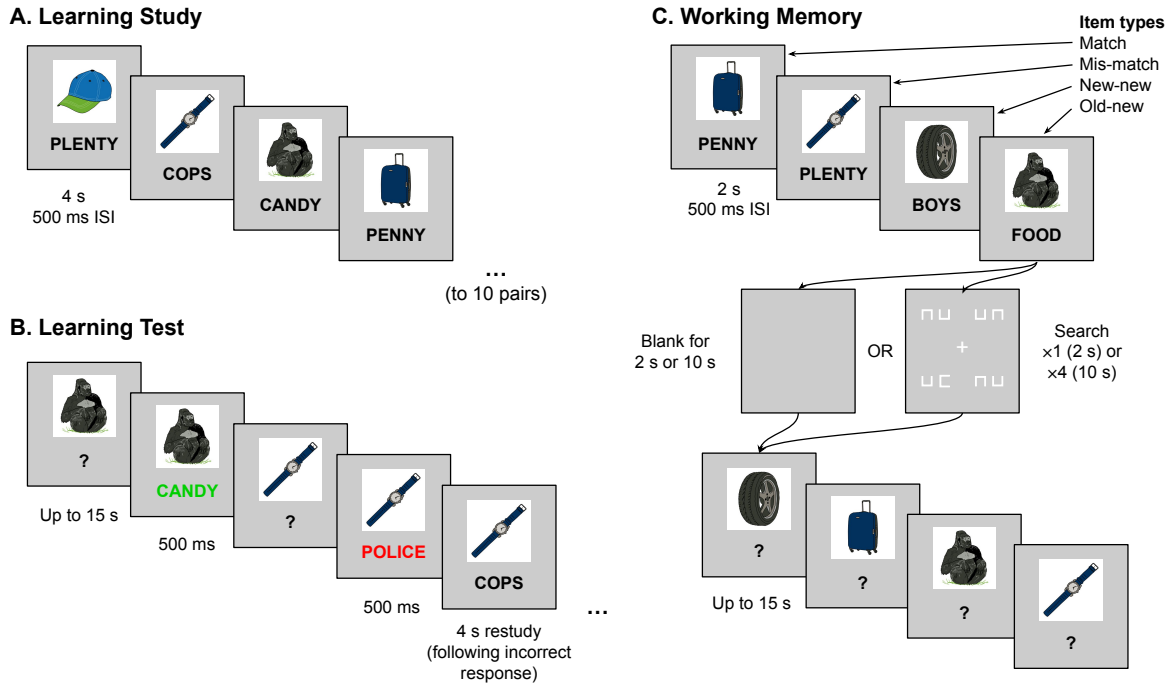 A. Learning Study
PLENTY
COPS
CANDY
PENNY
4 s
500 ms ISI
...
(to 10 pairs)
B. Learning Test
?
CANDY
?
POLICE
COPS
Up to 15 s
500 ms
500 ms
4 s restudy
(following incorrect
response)
...
C. Working Memory
Item types
Match
Mis-match
New-new
Old-new
PENNY
PLENTY
BOYS
FOOD
2 s
500 ms ISI
Blank for
2 s or 10 s
OR
+
Search
×1 (2 s) or
×4 (10 s)
?
?
?
?
Up to 15 s